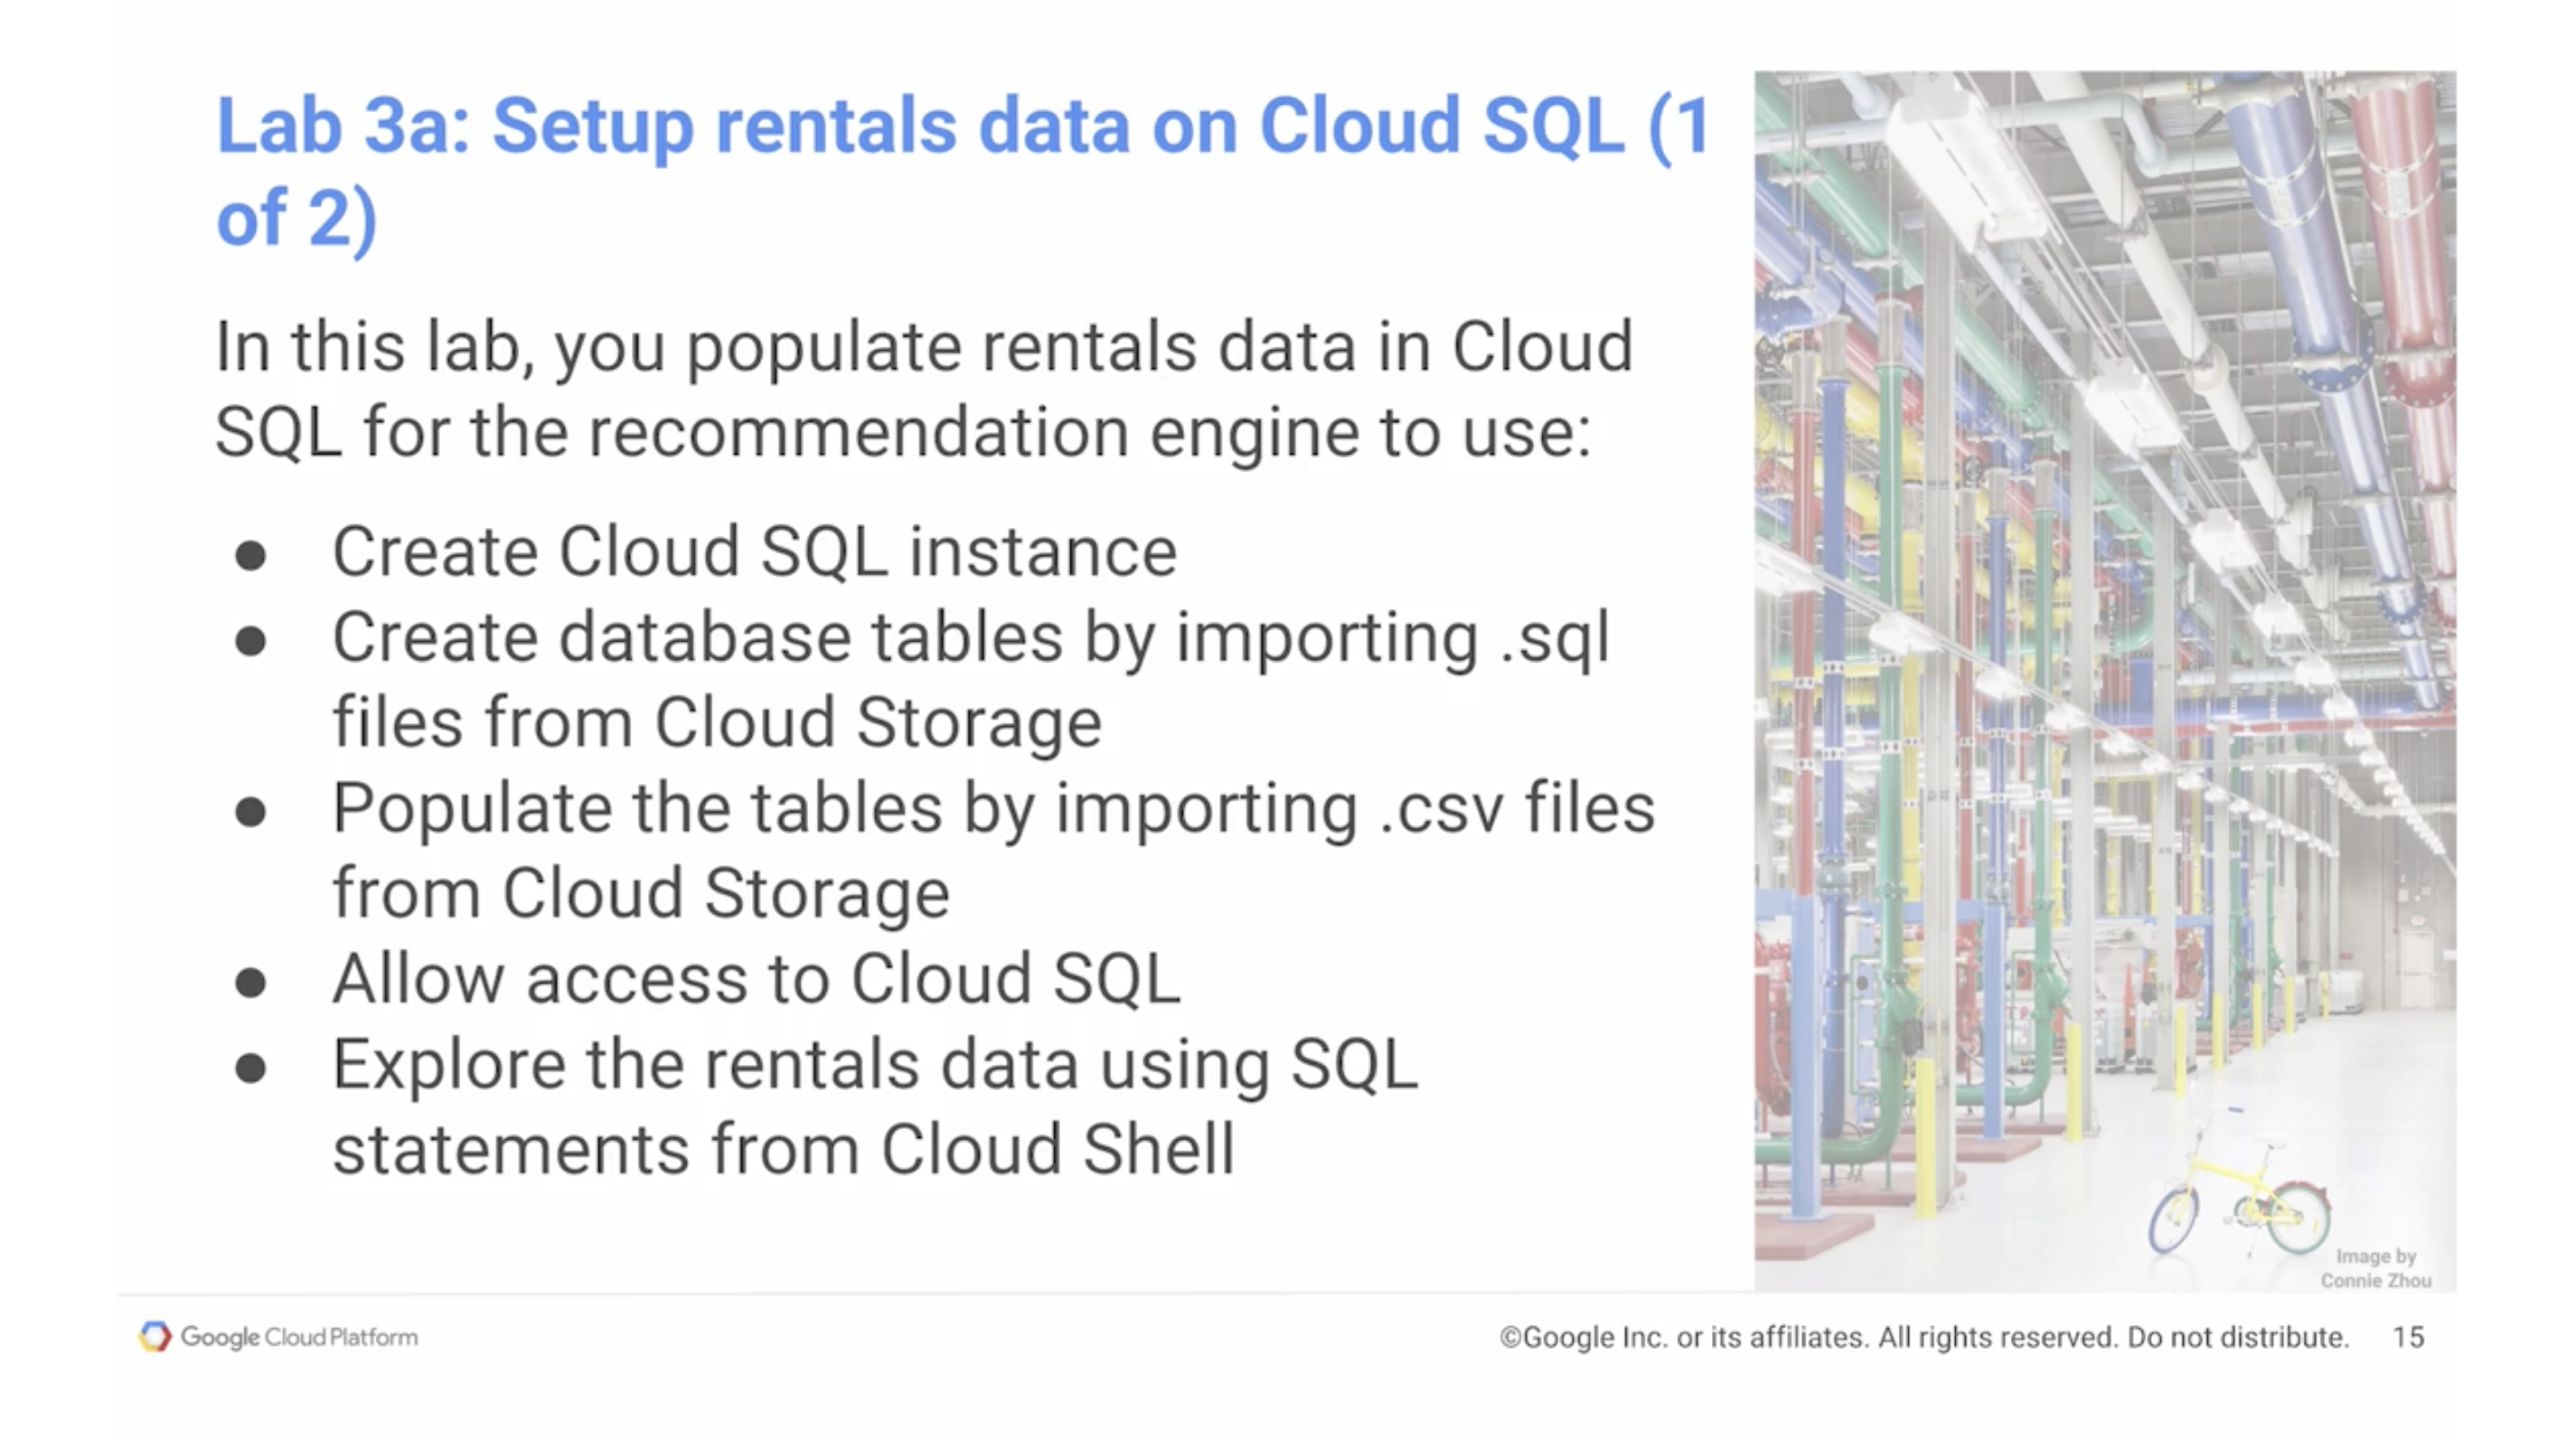 Lab 3a: Setup rentals data on Cloud SQL (1
of 2)
In this lab, you populate rentals data in Cloud
SQL for the recommendation engine to use:
● Create Cloud SQL instance
● Create database tables by importing .sql
files from Cloud Storage
● Populate the tables by importing .csv files
from Cloud Storage
● Allow access to Cloud SQL
● Explore the rentals data using SQL
statements from Cloud Shell
Image by
Connie Zhou
Google Cloud Platform
©Google Inc. or its affiliates. All rights reserved. Do not distribute. 15